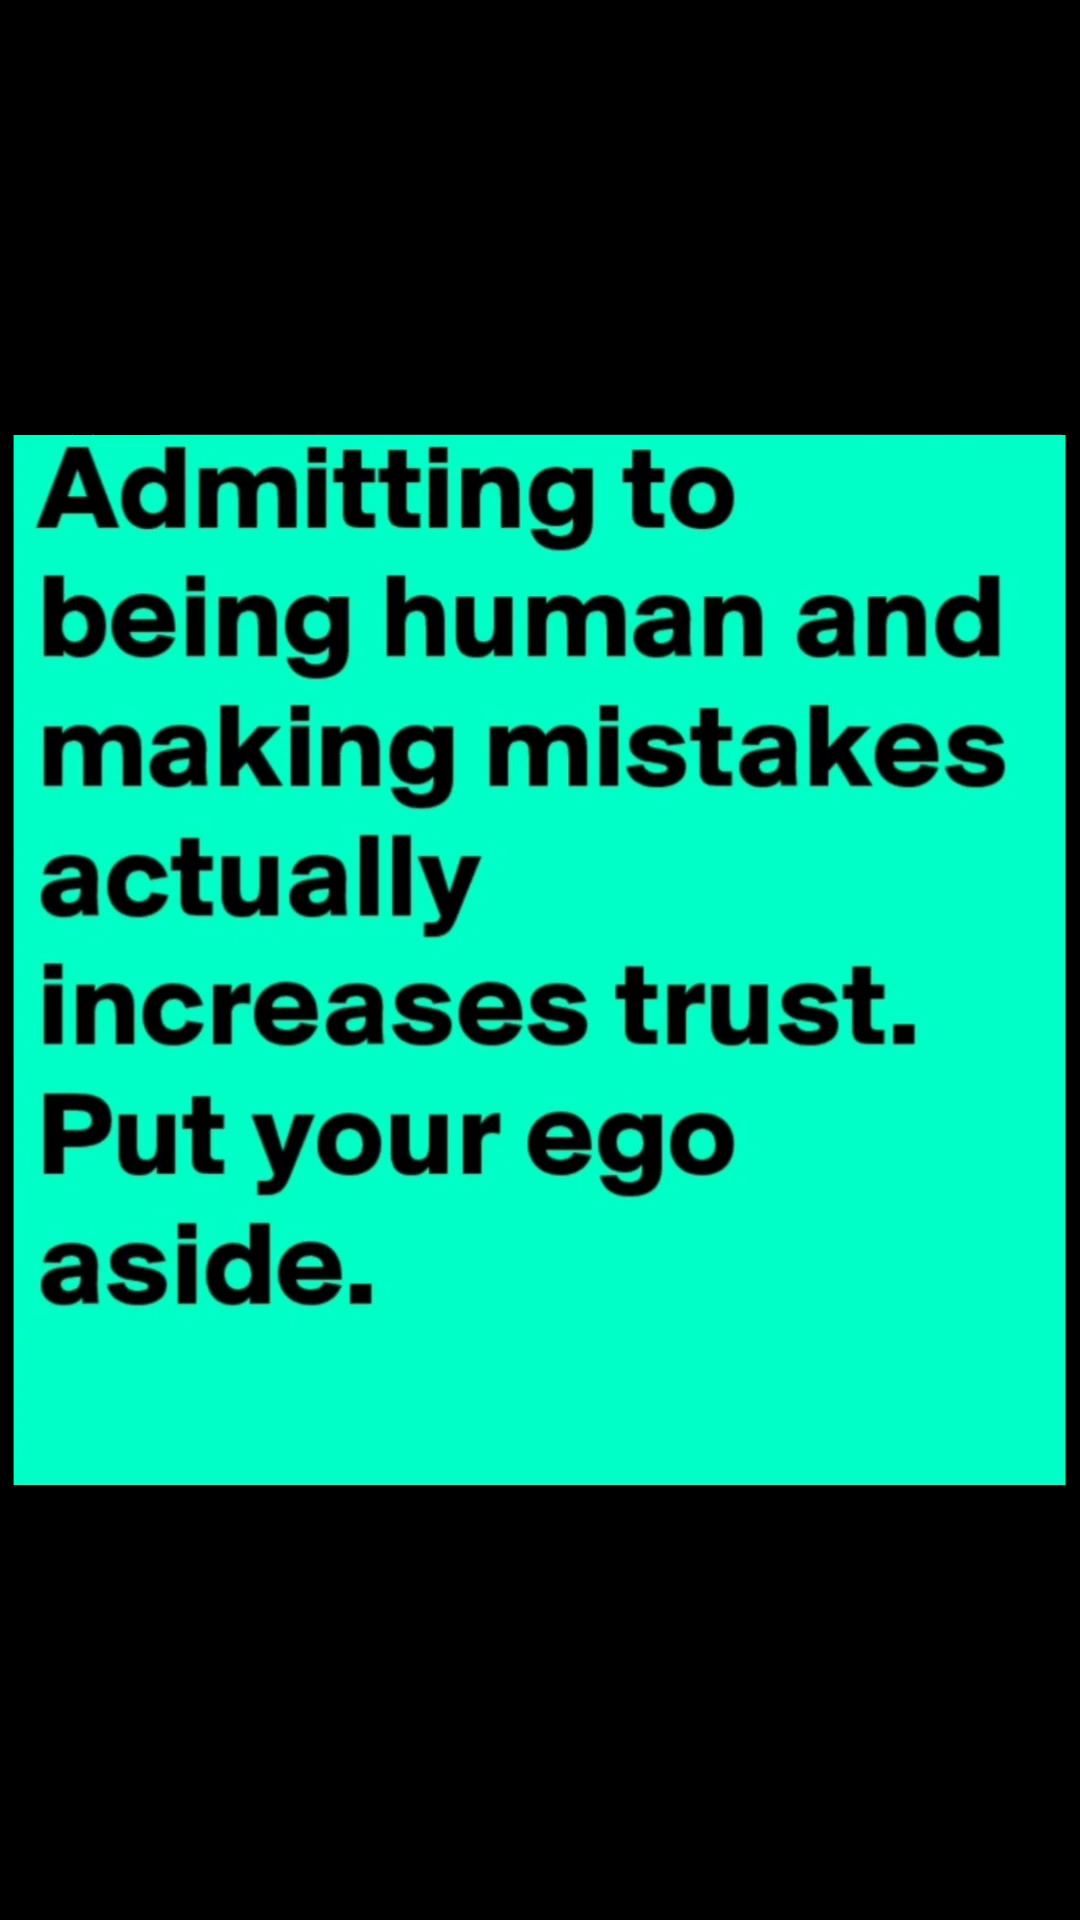 Admitting to
being human and
making mistakes
actually
increases trust.
Put your ego
aside.